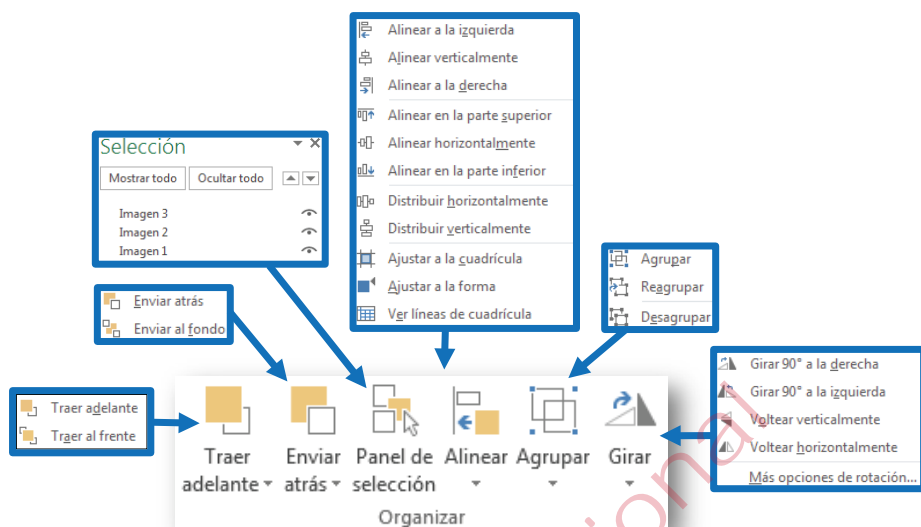 Alinear a la izquierda
Alinear verticalmente
Alinear a la derecha
Alinear en la parte superior
Alinear horizontalmente
Alinear en la parte inferior
Distribuir horizontalmente
Distribuir verticalmente
Ajustar a la cuadrícula
Ajustar a la forma
Ver líneas de cuadrícula
Selección
Mostrar todo Ocultar todo
Imagen 3
Imagen 2
Imagen 1
Enviar atrás
Enviar al fondo
Agrupar
Reagrupar
Desagrupar
Traer adelante
Traer al frente
Girar 90° a la derecha
Girar 90° a la izquierda
Voltear verticalmente
Voltear horizontalmente
Más opciones de rotación...
Traer Enviar Panel de Alinear Agrupar Girar
adelante atrás selección
Organizar